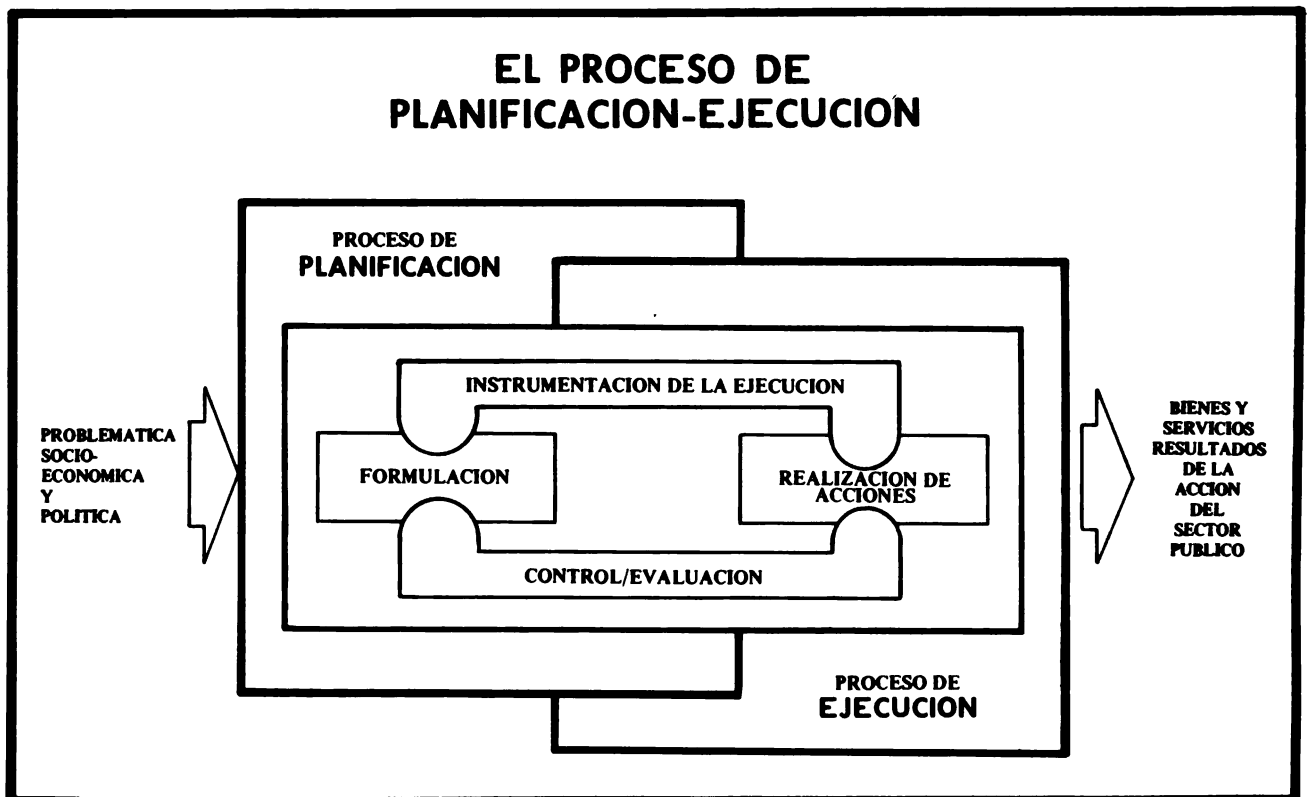 EL PROCESO DE
PLANIFICACION-EJECUCION
PROCESO DE
PLANIFICACION
INSTRUMENTACION DE LA EJECUCION
PROBLEMATICA
SOCIO-
ECONOMICA
Y
POLITICA
FORMULACION
REALIZACION DE
ACCIONES
CONTROL/EVALUACION
BIENES Y
SERVICIOS
RESULTADOS
DE LA
ACCION
DEL
SECTOR
PUBLICO
PROCESO DE
EJECUCION